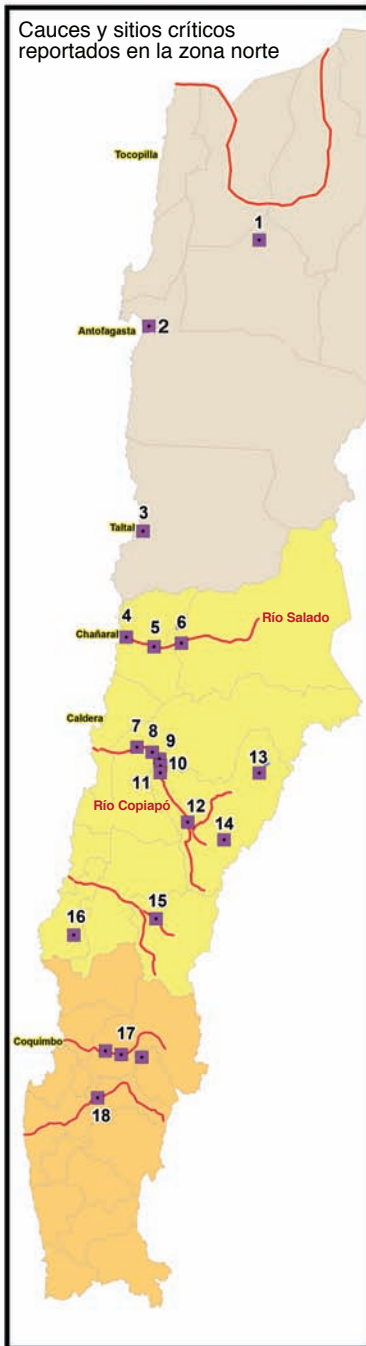 Cauces y sitios críticos
reportados en la zona norte
Tocopilla
1
2
Antofagasta
3
Taltal
4
5
6
Río Salado
Chañaral
Caldera
7
8
9
10
11
13
Río Copiapó
12
14
15
16
17
Coquimbo
18